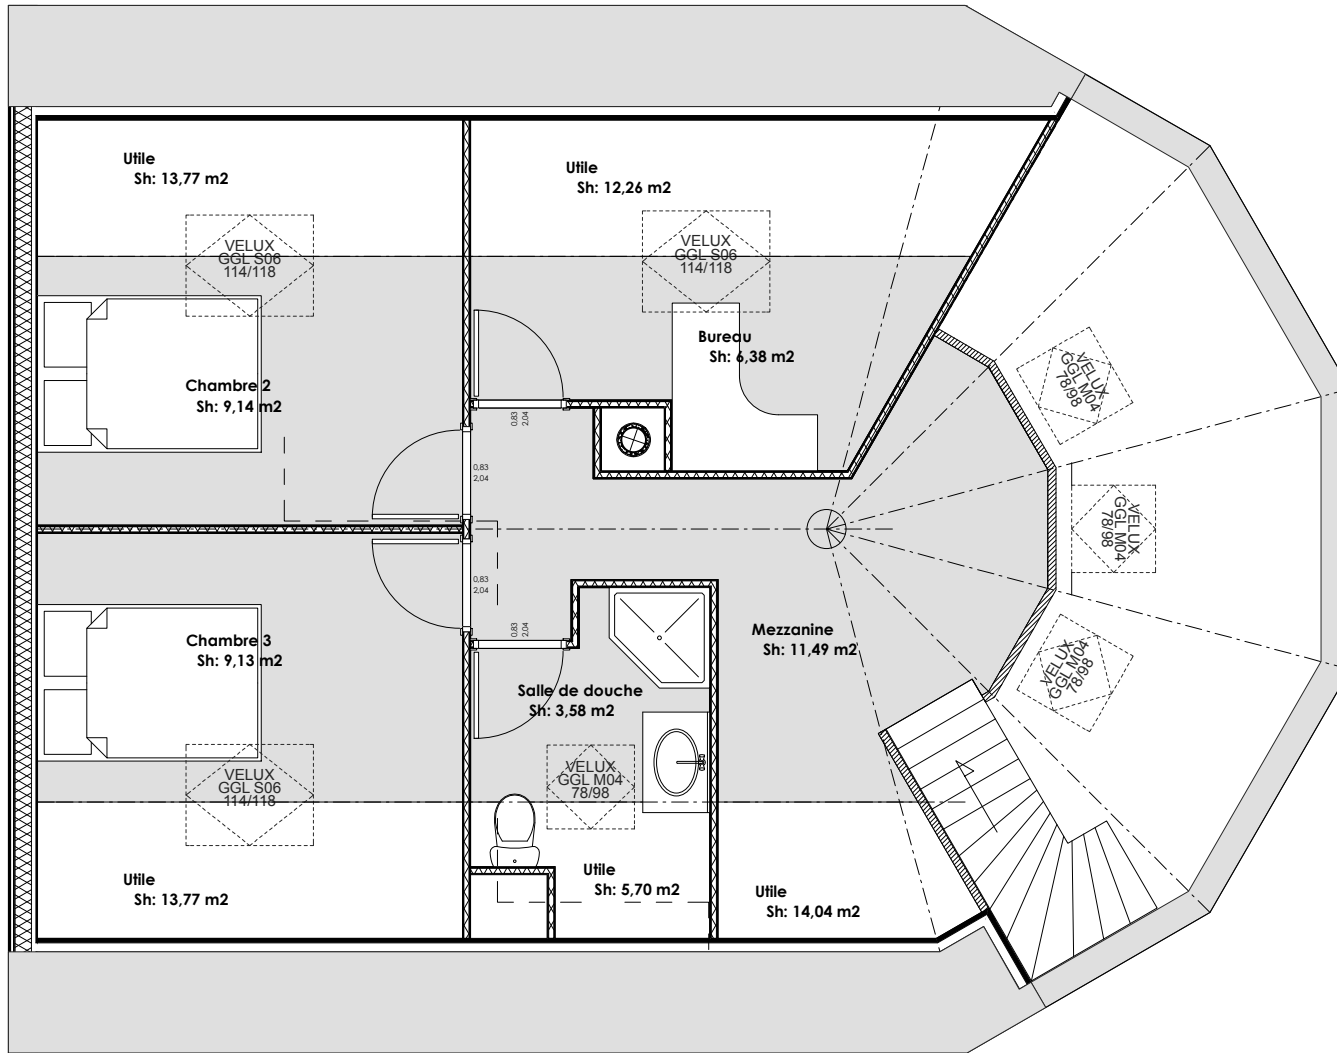 Utile
Sh: 13,77 m2
Utile
Sh: 12,26 m2
VELUX
GGL S06
114/118
VELUX
GGL S06
114/118
Bureau
Sh: 6,38 m2
VELUX
GGL M04
78/98
Chambre 2
Sh: 9,14 m2
0,83
2,04
0,83
2,04
VELUX
GGL M04
78/98
0,83
2,04
0,83
2,04
Chambre 3
Sh: 9,13 m2
Mezzanine
Sh: 11,49 m2
VELUX
GGL M04
78/98
Salle de douche
Sh: 3,58 m2
VELUX
GGL S06
114/118
VELUX
GGL M04
78/98
Utile
Sh: 13,77 m2
Utile
Sh: 5,70 m2
Utile
Sh: 14,04 m2